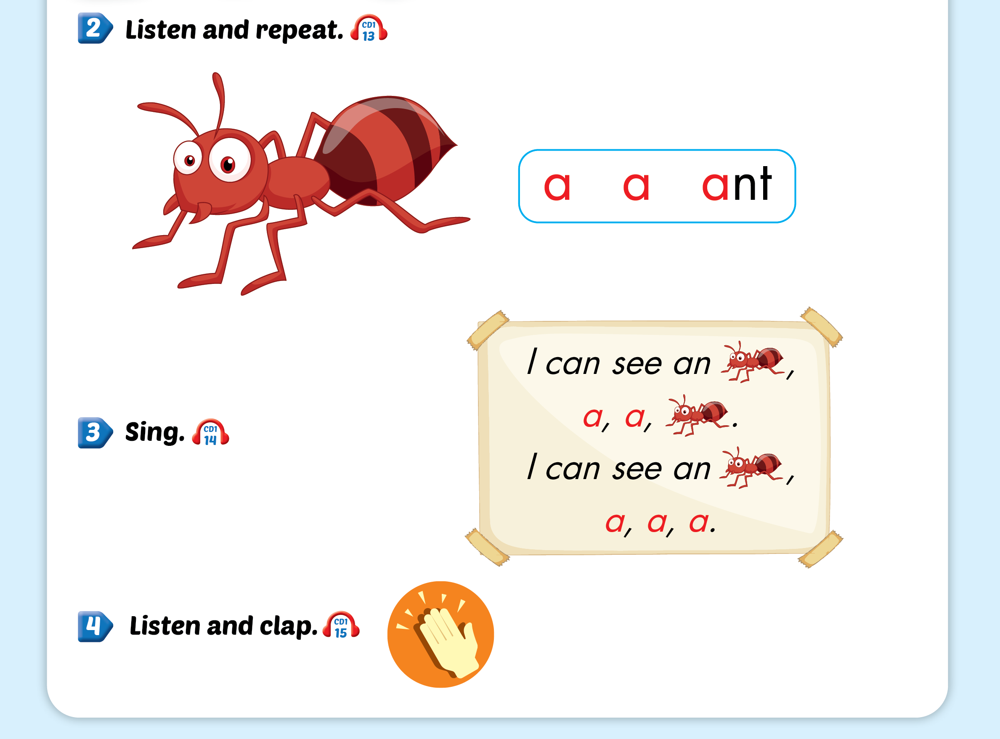 2 Listen and repeat. CD1 13
a a ant
I can see an ,
a, a, .
I can see an ,
a, a, a.
3 Sing. CD1 14
4 Listen and clap. CD1 15